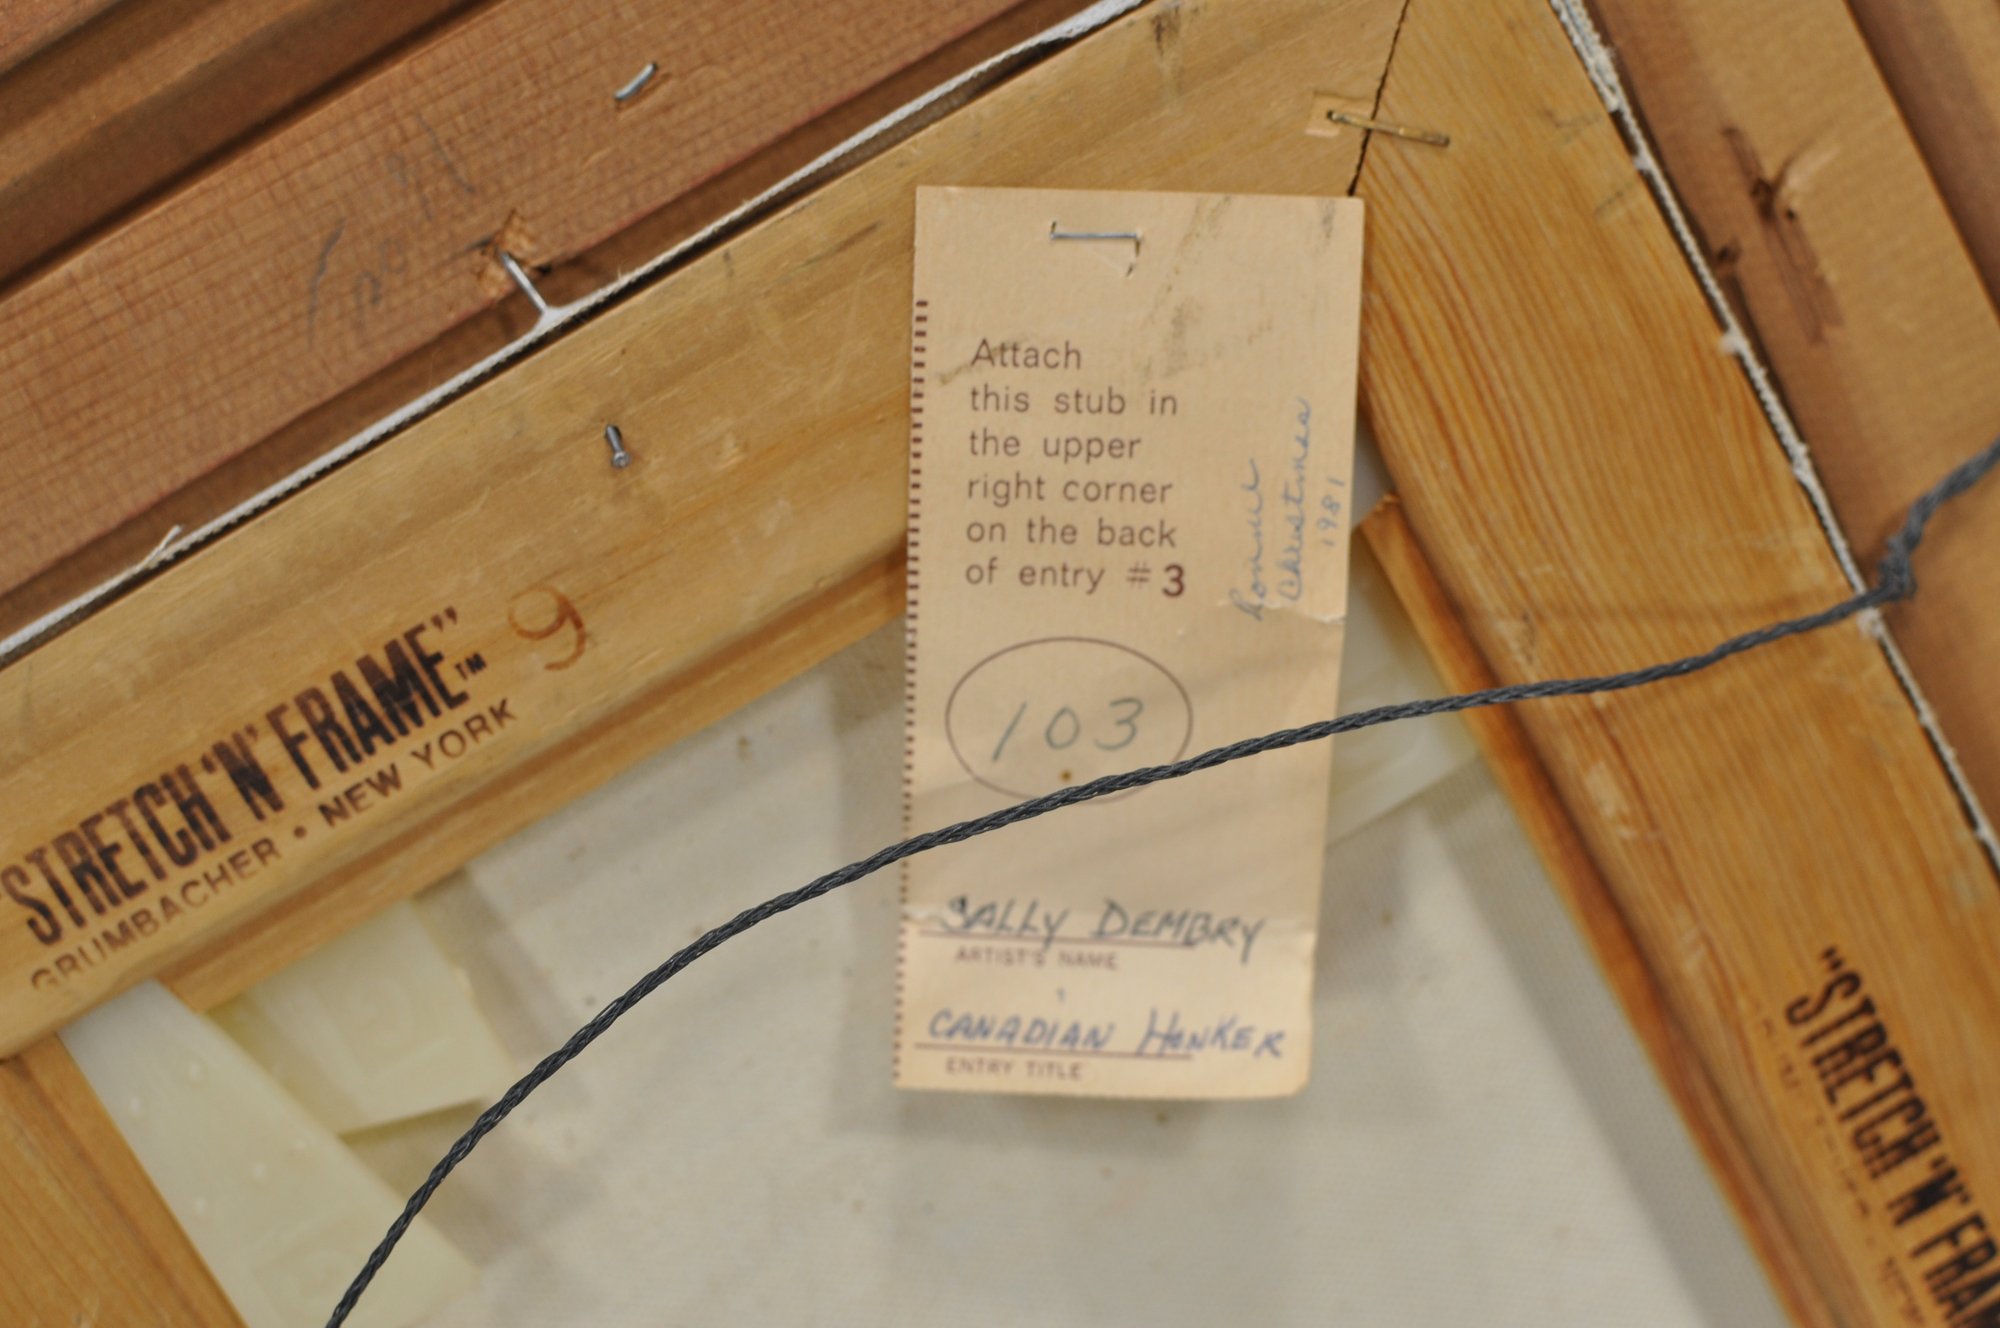 Attach
this stub in
the upper
right corner
on the back
of entry #3
103
SALLY DEMBRY
ARTIST'S NAME
CANADIAN HONKER
ENTRY TITLE
Christmas
1981
"STRETCH 'N' FRAME"™ 9
GRUMBACHER • NEW YORK
"STRETCH 'N' FRAM